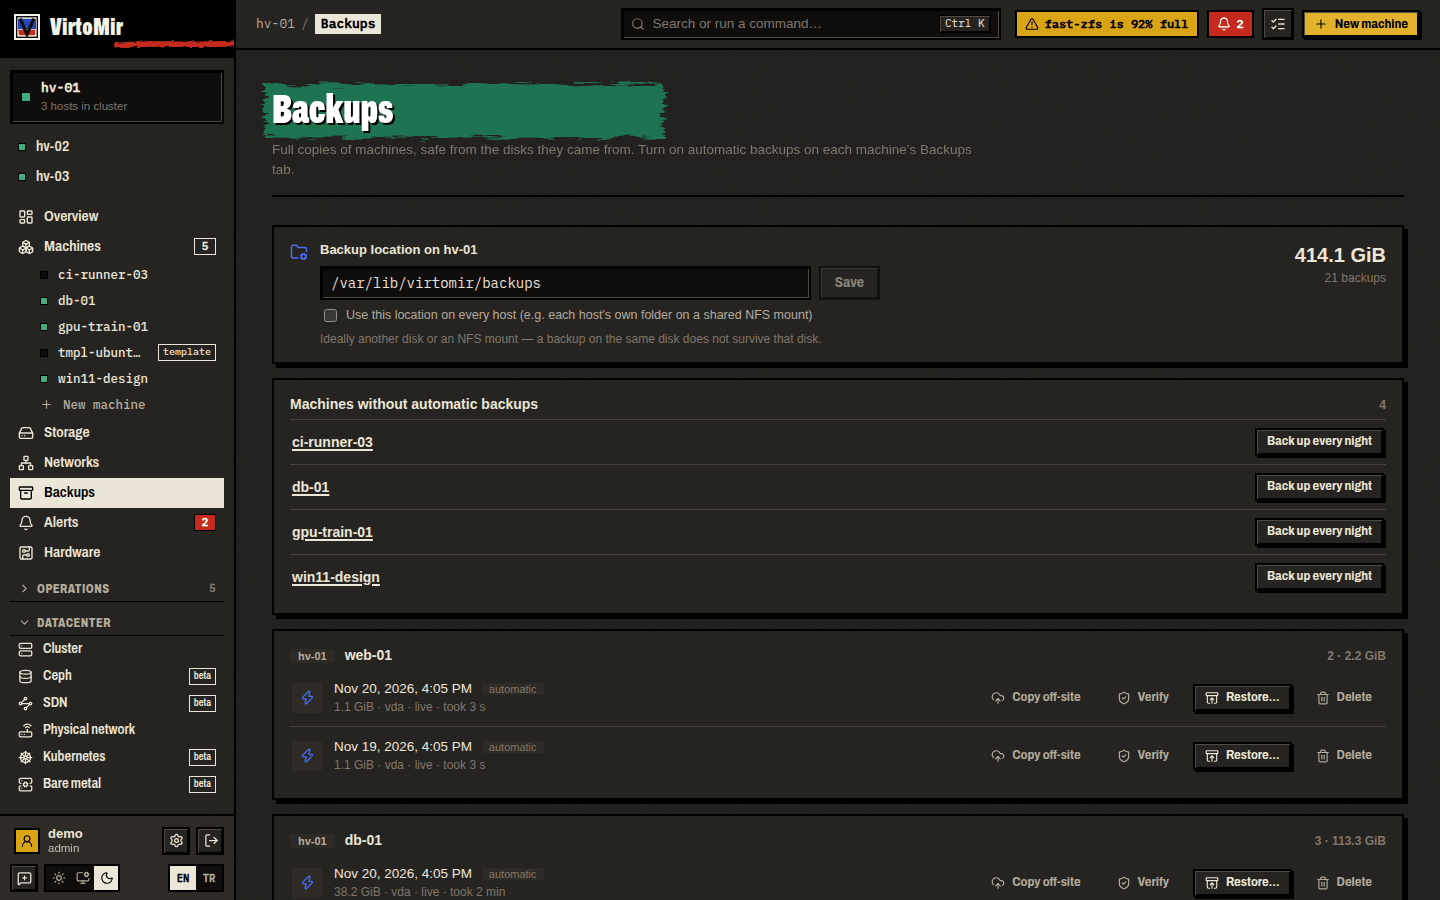 VirtoMir
hv-01 / Backups
Search or run a command…
Ctrl K
fast-zfs is 92% full
2
New machine
hv-01
3 hosts in cluster
hv-02
hv-03
Overview
Machines 5
ci-runner-03
db-01
gpu-train-01
tmpl-ubunt… template
win11-design
New machine
Storage
Networks
Backups
Alerts 2
Hardware
OPERATIONS 5
DATACENTER
Cluster
Ceph beta
SDN beta
Physical network
Kubernetes beta
Bare metal beta
demo
admin
EN TR
Backups
Full copies of machines, safe from the disks they came from. Turn on automatic backups on each machine's Backups
tab.
Backup location on hv-01
/var/lib/virtomir/backups
Save
414.1 GiB
21 backups
Use this location on every host (e.g. each host's own folder on a shared NFS mount)
Ideally another disk or an NFS mount — a backup on the same disk does not survive that disk.
Machines without automatic backups 4
ci-runner-03 Back up every night
db-01 Back up every night
gpu-train-01 Back up every night
win11-design Back up every night
hv-01 web-01 2 · 2.2 GiB
Nov 20, 2026, 4:05 PM automatic
1.1 GiB · vda · live · took 3 s
Copy off-site Verify Restore... Delete
Nov 19, 2026, 4:05 PM automatic
1.1 GiB · vda · live · took 3 s
Copy off-site Verify Restore... Delete
hv-01 db-01 3 · 113.3 GiB
Nov 20, 2026, 4:05 PM automatic
38.2 GiB · vda · live · took 2 min
Copy off-site Verify Restore... Delete